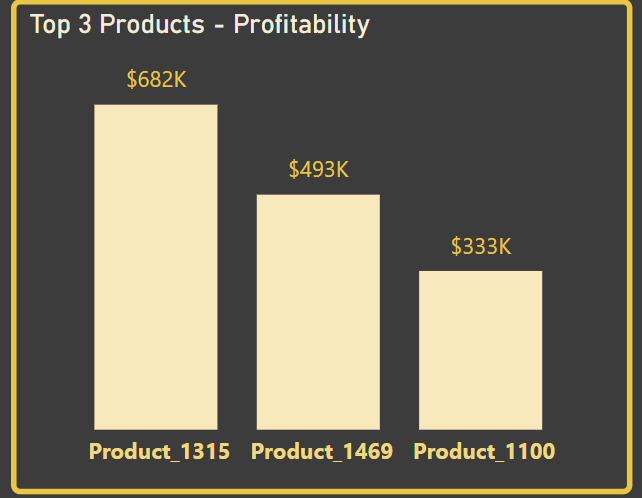 Top 3 Products - Profitability
$682K
$493K
$333K
Product_1315 Product_1469 Product_1100